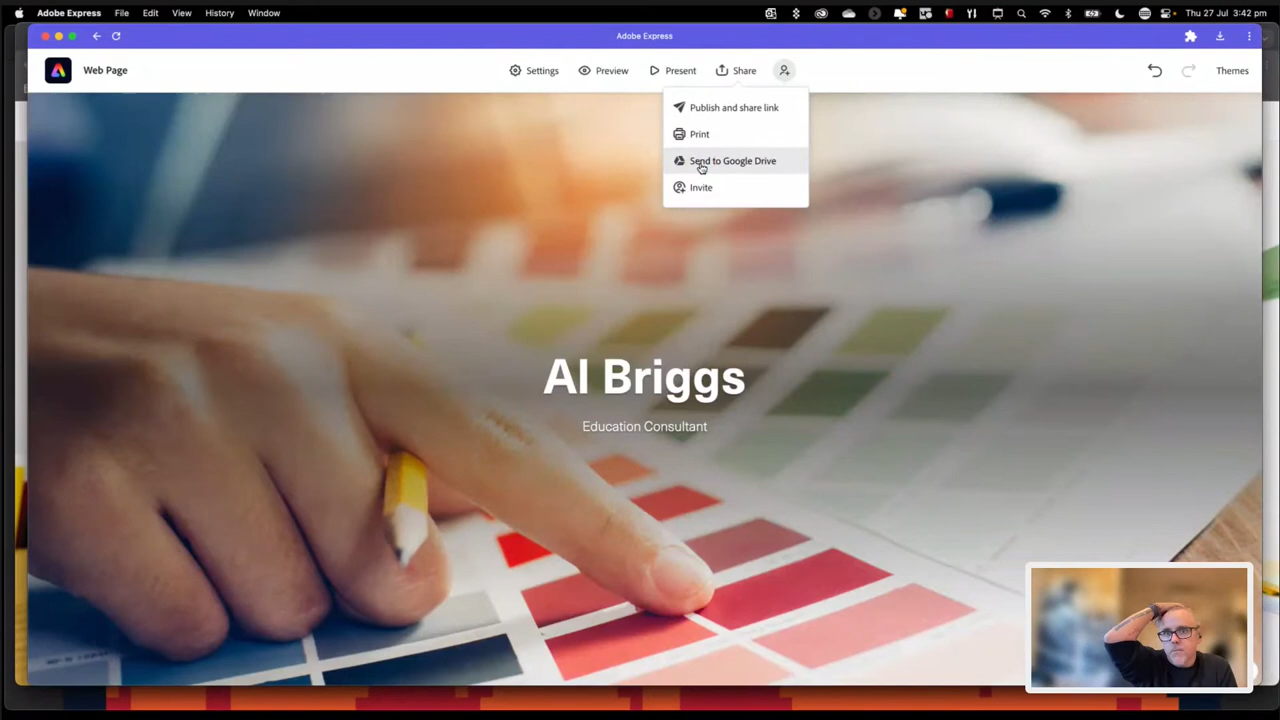 Adobe Express File Edit View History Window Thu 27 Jul 3:42 pm
Adobe Express
Web Page Settings Preview Present Share Themes
Publish and share link
Print
Send to Google Drive
Invite
Al Briggs
Education Consultant